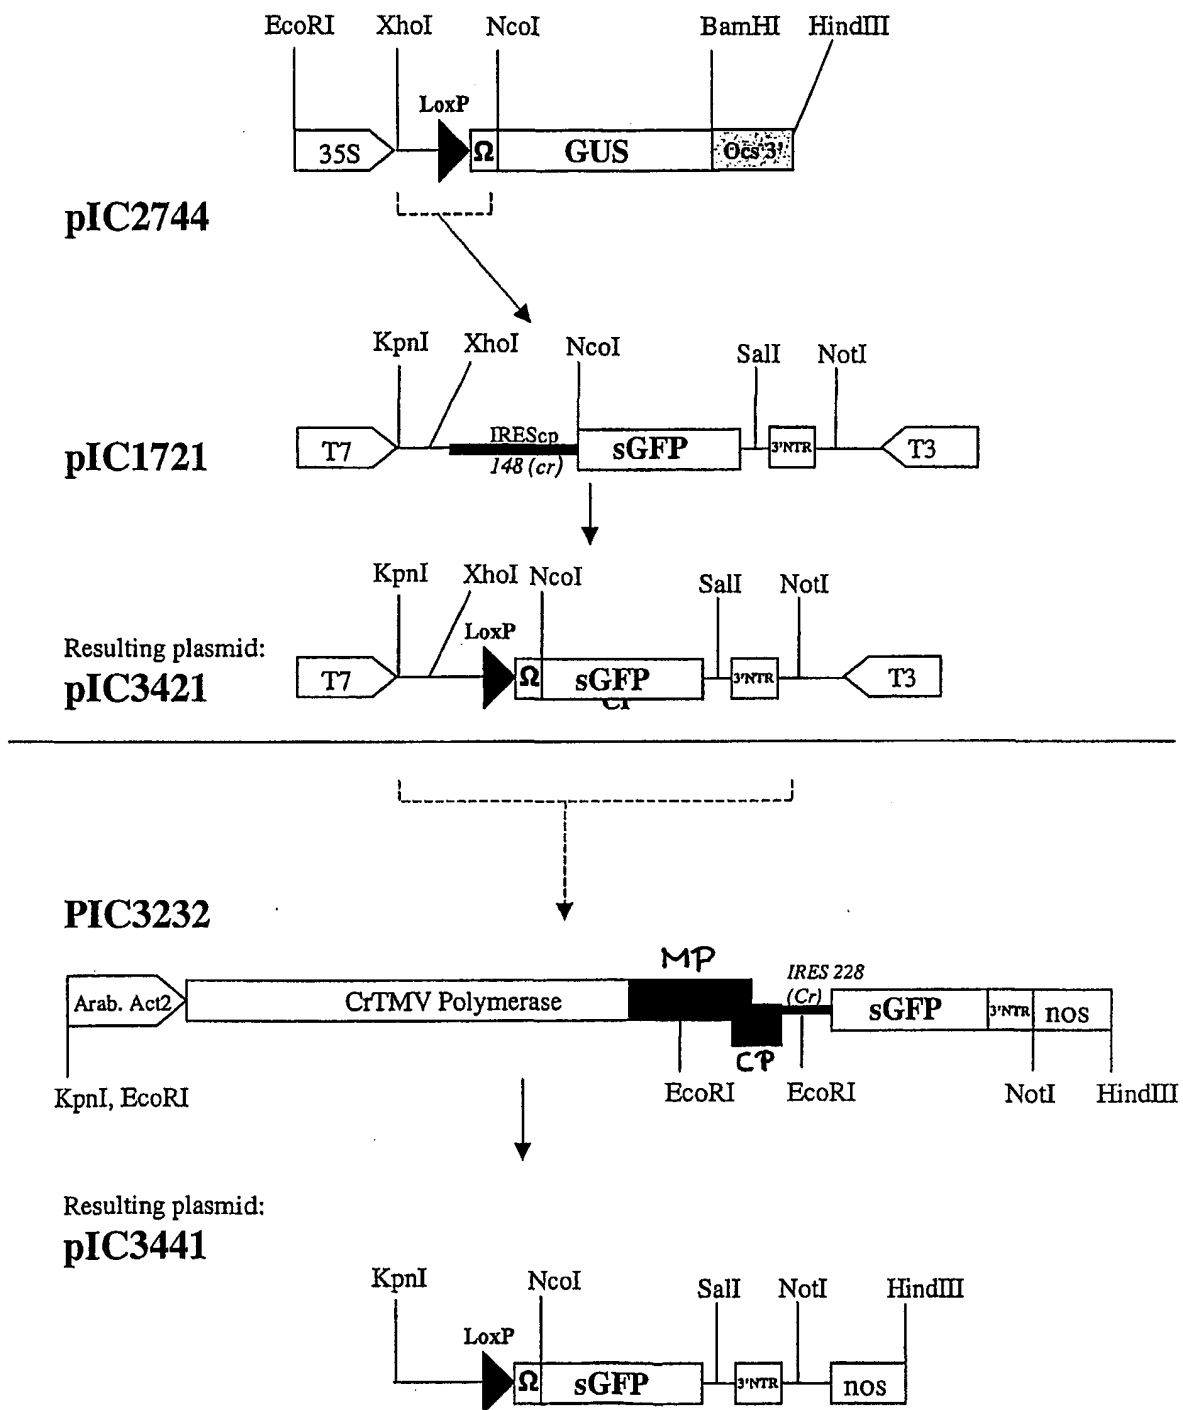 EcoRI XhoI NcoI BamHI HindIII
LoxP
35S Ω GUS Ocs 3'
pIC2744
KpnI XhoI NcoI SalI NotI
IREScp
T7 sGFP 3'NTR T3
148 (cr)
pIC1721
KpnI XhoI NcoI SalI NotI
LoxP
Resulting plasmid:
T7 Ω sGFP 3'NTR T3
pIC3421
Cr
PIC3232
MP
IRES 228
(Cr)
Arab. Act2 CrTMV Polymerase sGFP 3'NTR nos
CP
KpnI, EcoRI EcoRI EcoRI NotI HindIII
Resulting plasmid:
pIC3441
KpnI NcoI SalI NotI HindIII
LoxP
Ω sGFP 3'NTR nos